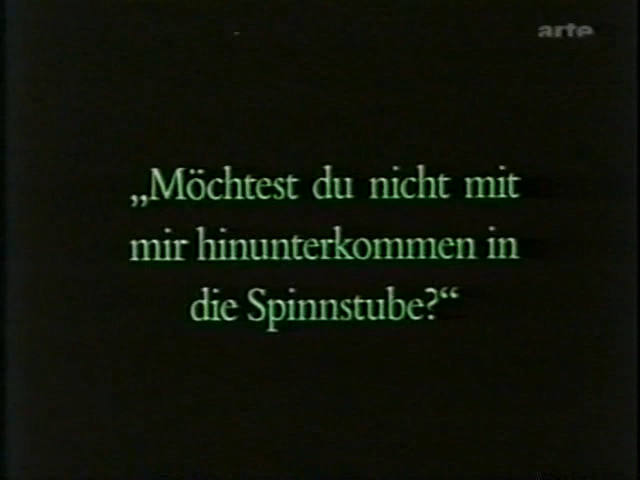 arte
„Möchtest du nicht mit
mir hinunterkommen in
die Spinnstube?“